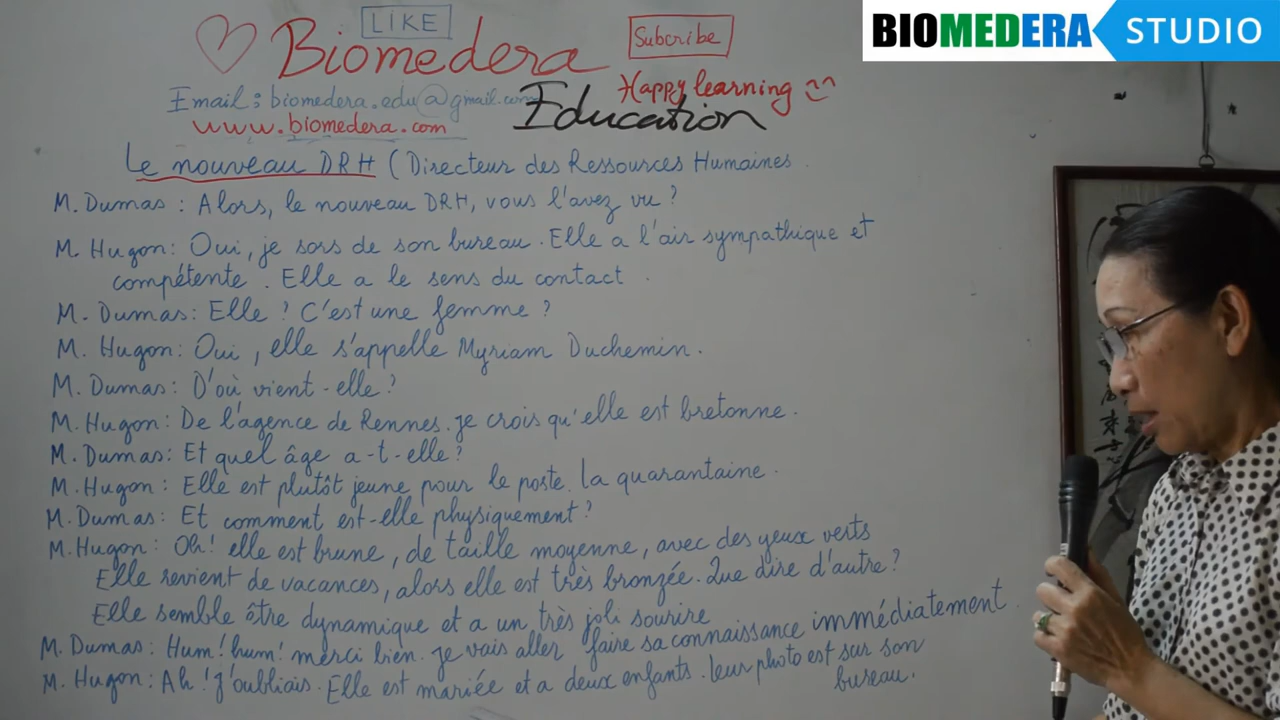 BIOMEDERA STUDIO
LIKE
Biomedera
Subcribe
Happy learning
Email: biomedera.edu@gmail.com
Education
www.biomedera.com
Le nouveau DRH (Directeur des Ressources Humaines.
M. Dumas : Alors, le nouveau DRH, vous l'avez vu ?
M. Hugon: Oui, je sors de son bureau. Elle a l'air sympathique et
compétente. Elle a le sens du contact.
M. Dumas: Elle ? C'est une femme ?
M. Hugon: Oui, elle s'appelle Myriam Duchemin.
M. Dumas: D'où vient-elle ?
M. Hugon: De l'agence de Rennes. je crois qu'elle est bretonne.
M. Dumas: Et quel âge a-t-elle?
M. Hugon: Elle est plutôt jeune pour le poste. la quarantaine.
M. Dumas: Et comment est-elle physiquement?
M. Hugon: Oh! elle est brune, de taille moyenne, avec des yeux verts
Elle revient de vacances, alors elle est très bronzée. Que dire d'autre?
Elle semble être dynamique et a un très joli sourire
M. Dumas: Hum! hum! merci bien. je vais aller faire sa connaissance immédiatement.
M. Hugon: Ah! j'oubliais. Elle est mariée et a deux enfants. leur photo est sur son
bureau.